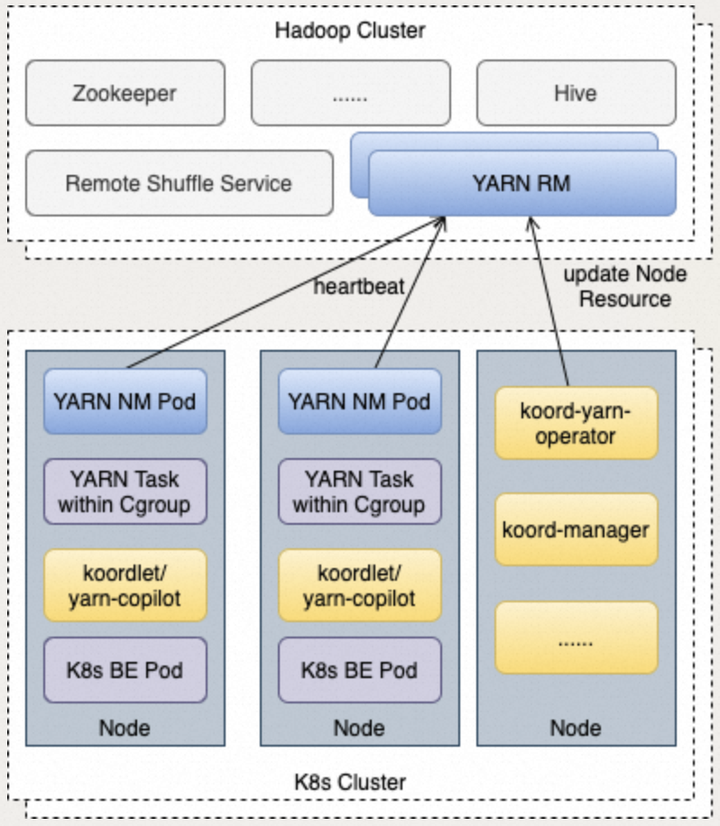 Hadoop Cluster
Zookeeper
......
Hive
Remote Shuffle Service
YARN RM
heartbeat
update Node
Resource
YARN NM Pod
YARN Task
within Cgroup
koordlet/
yarn-copilot
K8s BE Pod
Node
YARN NM Pod
YARN Task
within Cgroup
koordlet/
yarn-copilot
K8s BE Pod
Node
koord-yarn-
operator
koord-manager
......
Node
K8s Cluster